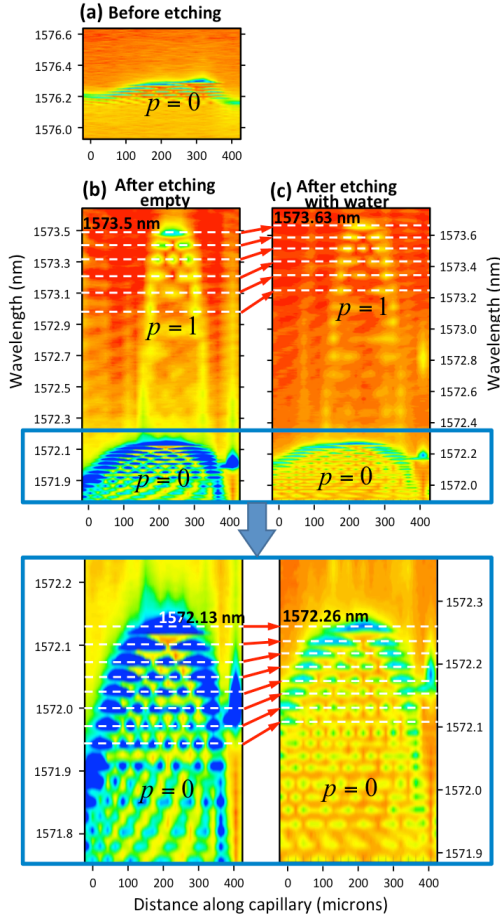 (a) Before etching
1576.6
1576.4
1576.2
1576.0
p = 0
0 100 200 300 400
(b) After etching empty
(c) After etching with water
1573.5 nm
1573.63 nm
Wavelength (nm)
1573.5
1573.3
1573.1
1572.9
1572.7
1572.5
1572.3
1572.1
1571.9
p = 1
p = 0
0 100 200 300 400
p = 1
p = 0
0 100 200 300 400
1573.6
1573.4
1573.2
1573.0
1572.8
1572.6
1572.4
1572.2
1572.0
Wavelength (nm)
1572.13 nm
1572.26 nm
1572.2
1572.1
1572.0
1571.9
1571.8
p = 0
p = 0
1572.3
1572.2
1572.1
1572.0
1571.9
0 100 200 300 400
0 100 200 300 400
Distance along capillary (microns)